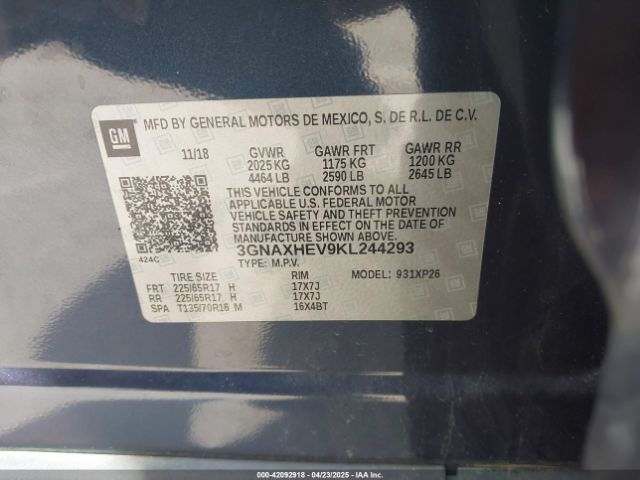 GM
MFD BY GENERAL MOTORS DE MEXICO, S. DE R.L. DE C.V.
11/18 GVWR GAWR FRT GAWR RR
2025 KG 1175 KG 1200 KG
4464 LB 2590 LB 2645 LB
THIS VEHICLE CONFORMS TO ALL
APPLICABLE U.S. FEDERAL MOTOR
VEHICLE SAFETY AND THEFT PREVENTION
STANDARDS IN EFFECT ON THE DATE OF
MANUFACTURE SHOWN ABOVE.
3GNAXHEV9KL244293
424C TYPE: M.P.V. MODEL: 931XP26
TIRE SIZE RIM
FRT 225/65R17 H 17X7J
RR 225/65R17 H 17X7J
SPA T135/70R16 M 16X4BT
000-42092918 - 04/23/2025 - IAAI.com